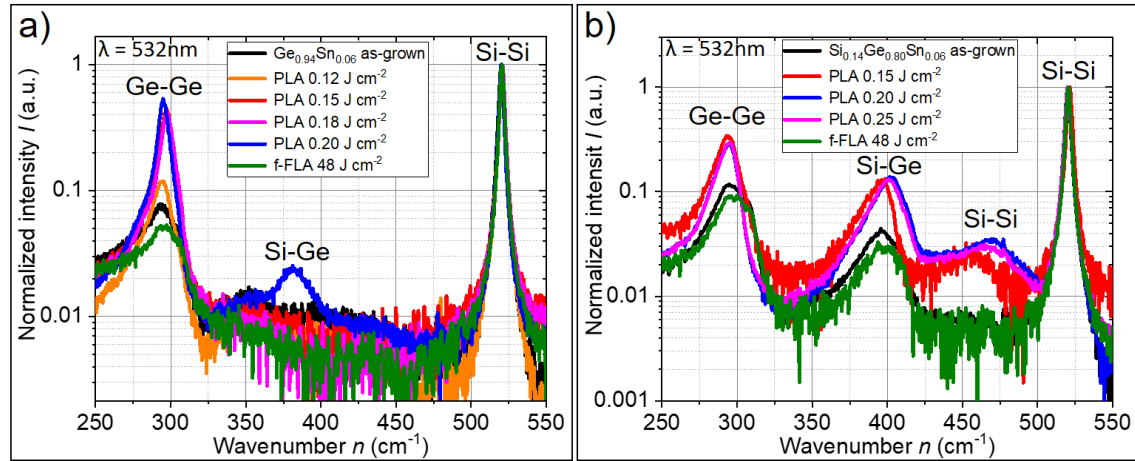 a)
λ = 532nm
Ge0.94Sn0.06 as-grown
PLA 0.12 J cm-2
PLA 0.15 J cm-2
PLA 0.18 J cm-2
PLA 0.20 J cm-2
f-FLA 48 J cm-2
Si-Si
Ge-Ge
Si-Ge
1
0.1
0.01
Normalized intensity I (a.u.)
250 300 350 400 450 500 550
Wavenumber n (cm-1)
b)
λ = 532nm
Si0.14Ge0.80Sn0.06 as-grown
PLA 0.15 J cm-2
PLA 0.20 J cm-2
PLA 0.25 J cm-2
f-FLA 48 J cm-2
Si-Si
Ge-Ge
Si-Ge
Si-Si
1
0.1
0.01
0.001
Normalized intensit I (a.u.)
250 300 350 400 450 500 550
Wavenumber n (cm-1)